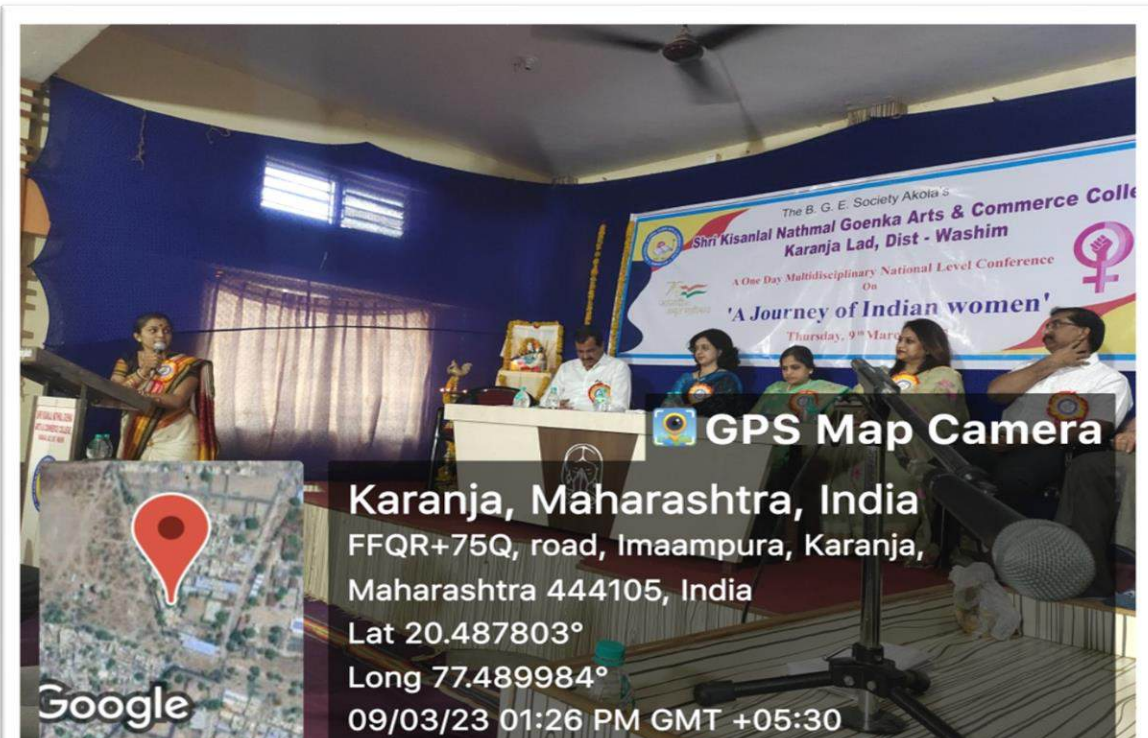 The B. G. E. Society Akola's
Shri Kisanlal Nathmal Goenka Arts & Commerce Colle
Karanja Lad, Dist - Washim
A One Day Multidisciplinary National Level Conference
On
'A Journey of Indian women'
Thursday, 9th Mar
GPS Map Camera
Karanja, Maharashtra, India
FFQR+75Q, road, Imaampura, Karanja,
Maharashtra 444105, India
Lat 20.487803°
Long 77.489984°
09/03/23 01:26 PM GMT +05:30
Google